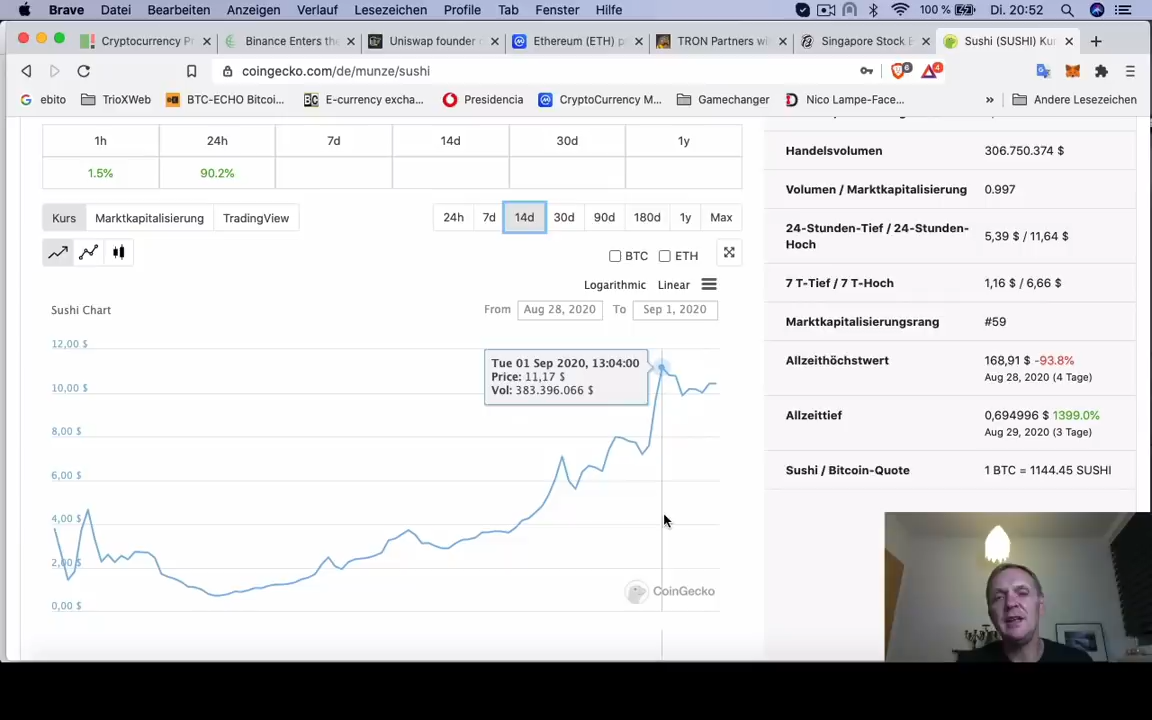 Brave Datei Bearbeiten Anzeigen Verlauf Lesezeichen Profile Tab Fenster Hilfe 100 % Di. 20:52
Cryptocurrency Pr Binance Enters the Uniswap founder Ethereum (ETH) p TRON Partners wi Singapore Stock E Sushi (SUSHI) Kur
coingecko.com/de/munze/sushi
ebito TrioXWeb BTC-ECHO Bitcoi... E-currency excha... Presidencia CryptoCurrency M... Gamechanger Nico Lampe-Face... » Andere Lesezeichen
1h 24h 7d 14d 30d 1y
1.5% 90.2%
Kurs Marktkapitalisierung TradingView 24h 7d 14d 30d 90d 180d 1y Max
BTC ETH
Logarithmic Linear
Sushi Chart From Aug 28, 2020 To Sep 1, 2020
12,00 $
10,00 $
8,00 $
6,00 $
4,00 $
2,00 $
0,00 $
Tue 01 Sep 2020, 13:04:00
Price: 11,17 $
Vol: 383.396.066 $
CoinGecko
Handelsvolumen 306.750.374 $
Volumen / Marktkapitalisierung 0.997
24-Stunden-Tief / 24-Stunden-
Hoch 5,39 $ / 11,64 $
7 T-Tief / 7 T-Hoch 1,16 $ / 6,66 $
Marktkapitalisierungsrang #59
Allzeithöchstwert 168,91 $ -93.8%
Aug 28, 2020 (4 Tage)
Allzeittief 0,694996 $ 1399.0%
Aug 29, 2020 (3 Tage)
Sushi / Bitcoin-Quote 1 BTC = 1144.45 SUSHI